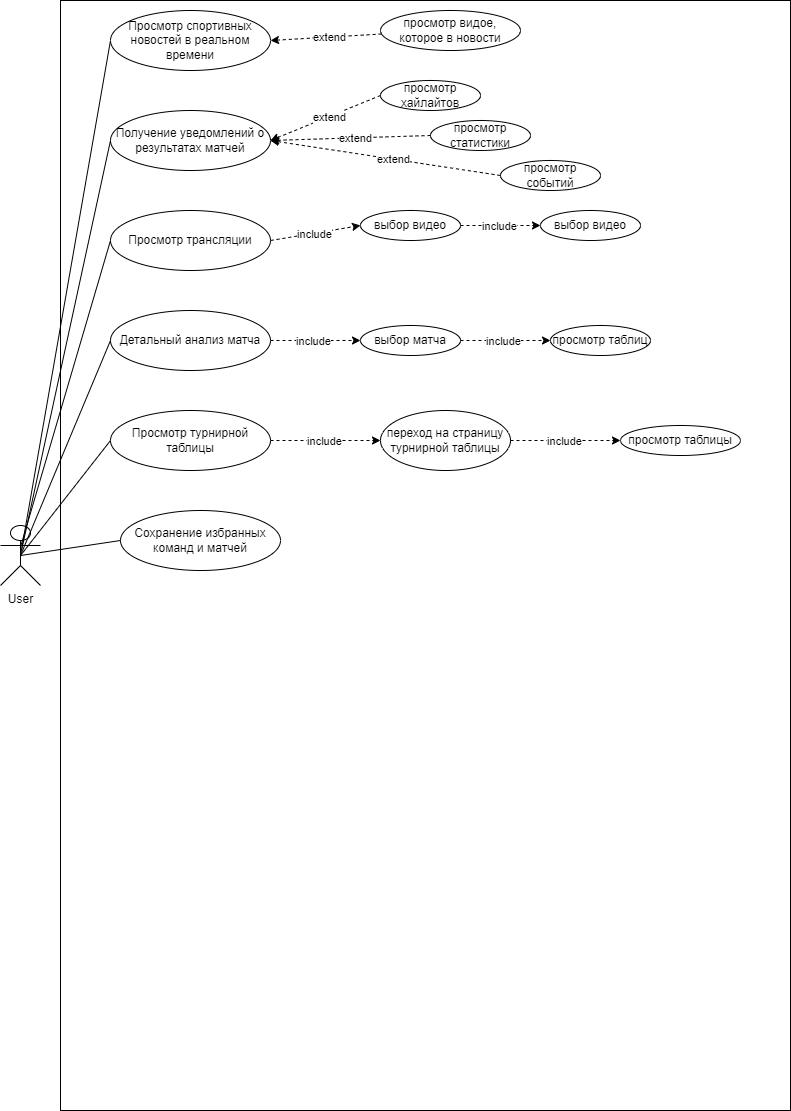 Просмотр спортивных
новостей в реальном
времени
extend
просмотр видое,
которое в новости
Получение уведомлений о
результатах матчей
extend
просмотр
хайлайтов
extend
просмотр
статистики
extend
просмотр
событий
Просмотр трансляции
include
выбор видео
include
выбор видео
Детальный анализ матча
include
выбор матча
include
просмотр таблиц
Просмотр турнирной
таблицы
include
переход на страницу
турнирной таблицы
include
просмотр таблицы
Сохранение избранных
команд и матчей
User